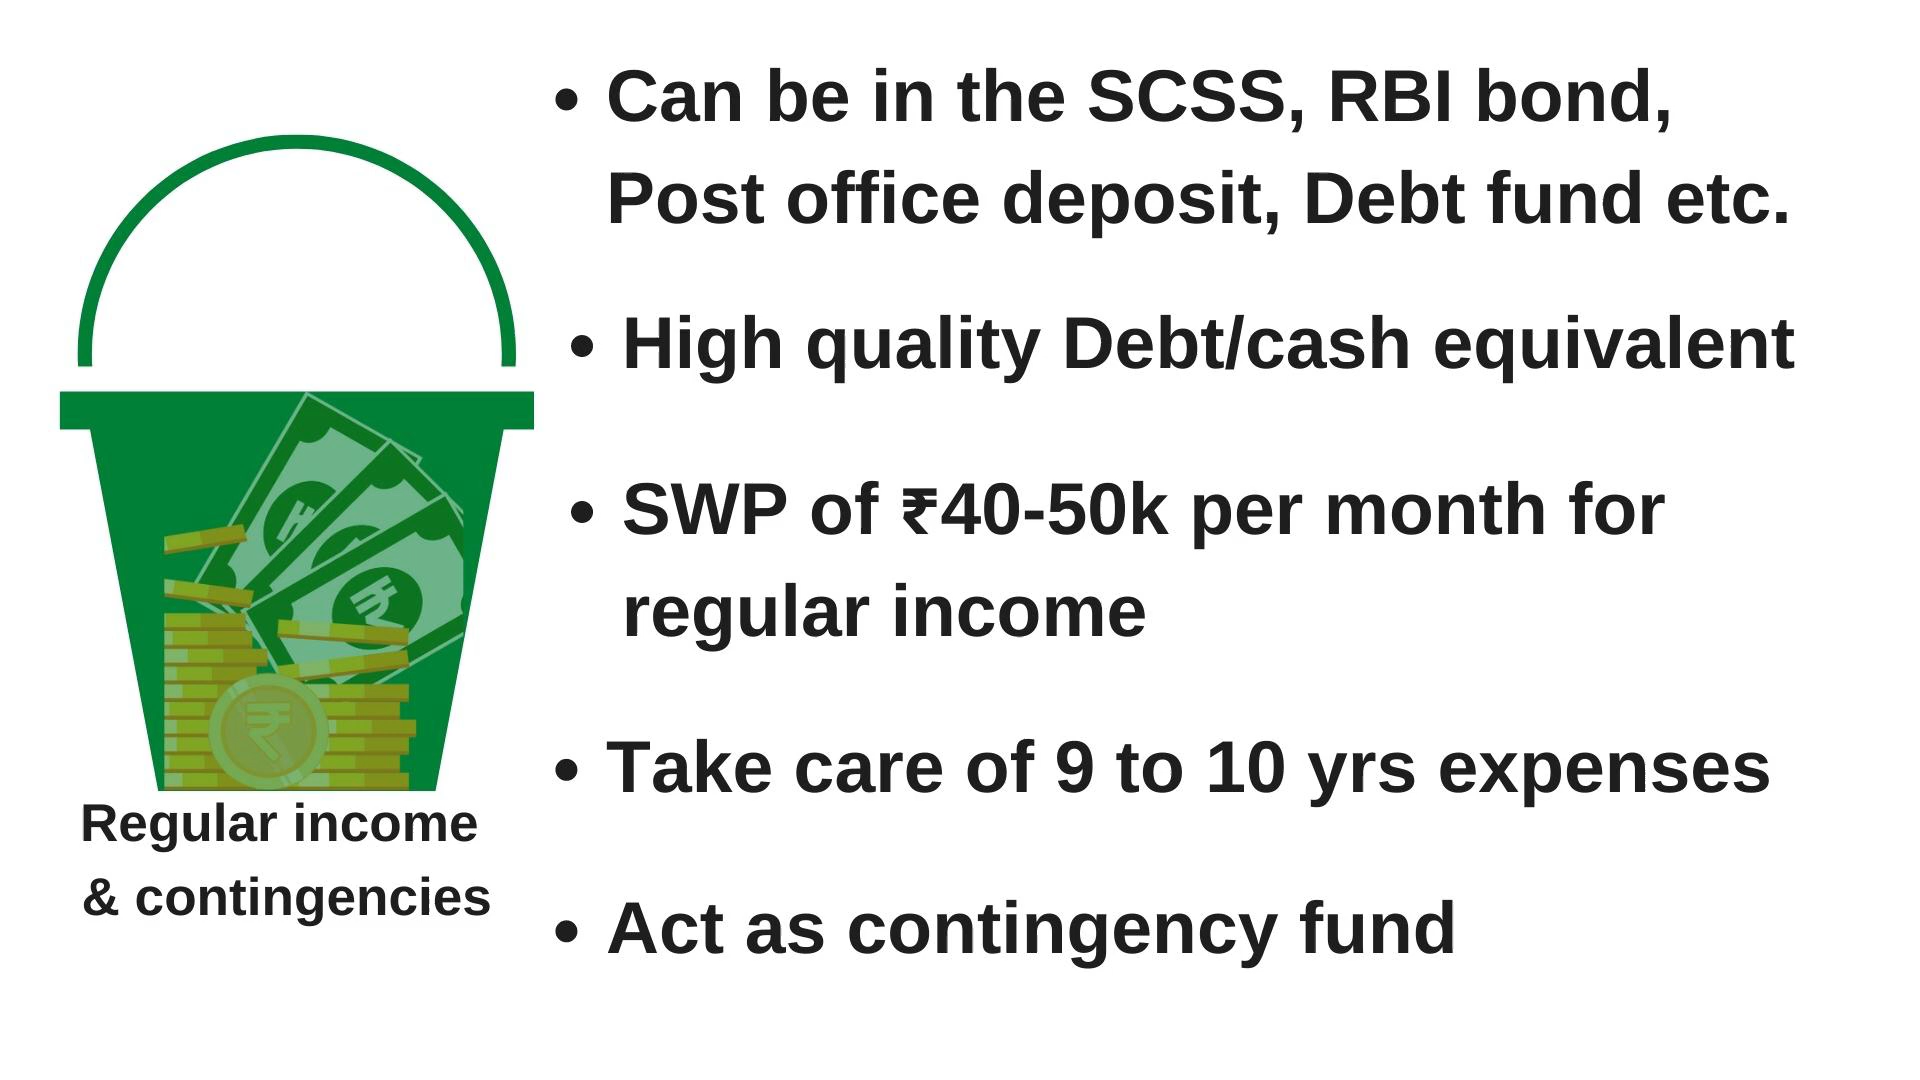 • Can be in the SCSS, RBI bond,
Post office deposit, Debt fund etc.
• High quality Debt/cash equivalent
• SWP of ₹40-50k per month for
regular income
• Take care of 9 to 10 yrs expenses
• Act as contingency fund
₹
₹
Regular income
& contingencies